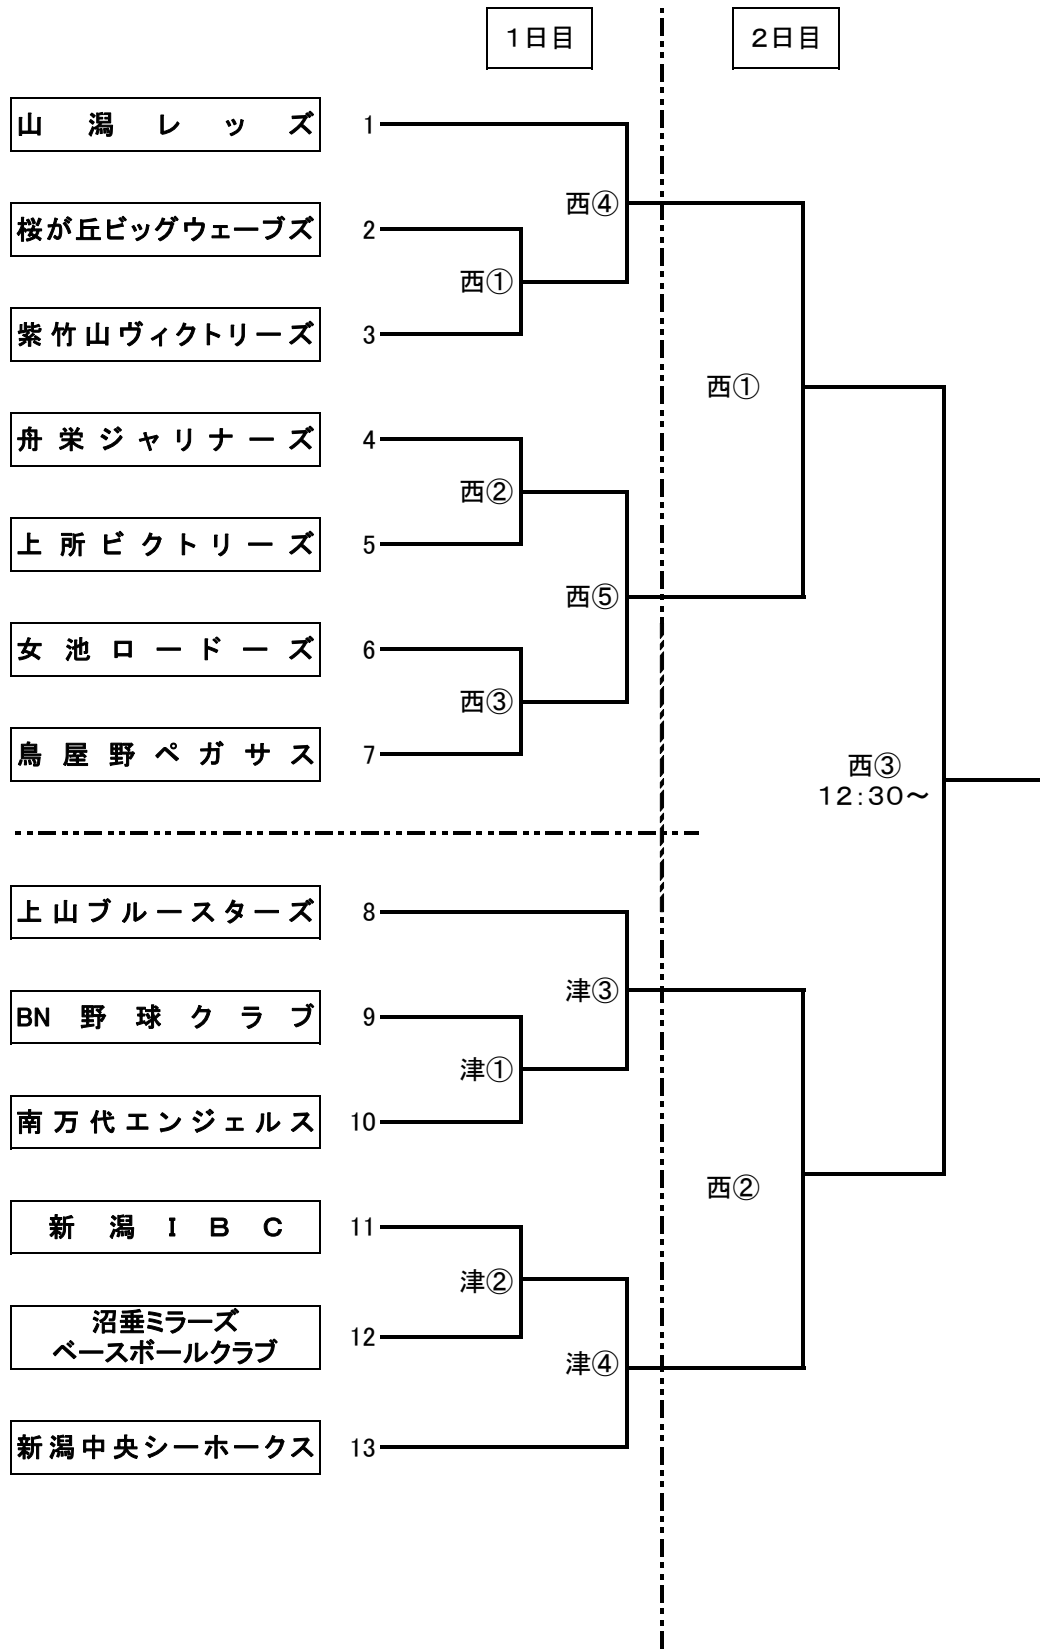 1日目
2日目
山潟レッズ
1
西④
桜が丘ビッグウェーブズ
2
西①
紫竹山ヴィクトリーズ
3
西①
舟栄ジャリナーズ
4
西②
上所ビクトリーズ
5
西⑤
女池ロードーズ
6
西③
鳥屋野ペガサス
7
西③
12:30～
上山ブルースターズ
8
津③
BN野球クラブ
9
津①
南万代エンジェルス
10
西②
新潟IBC
11
津②
沼垂ミラーズ
ベースボールクラブ
12
津④
新潟中央シーホークス
13